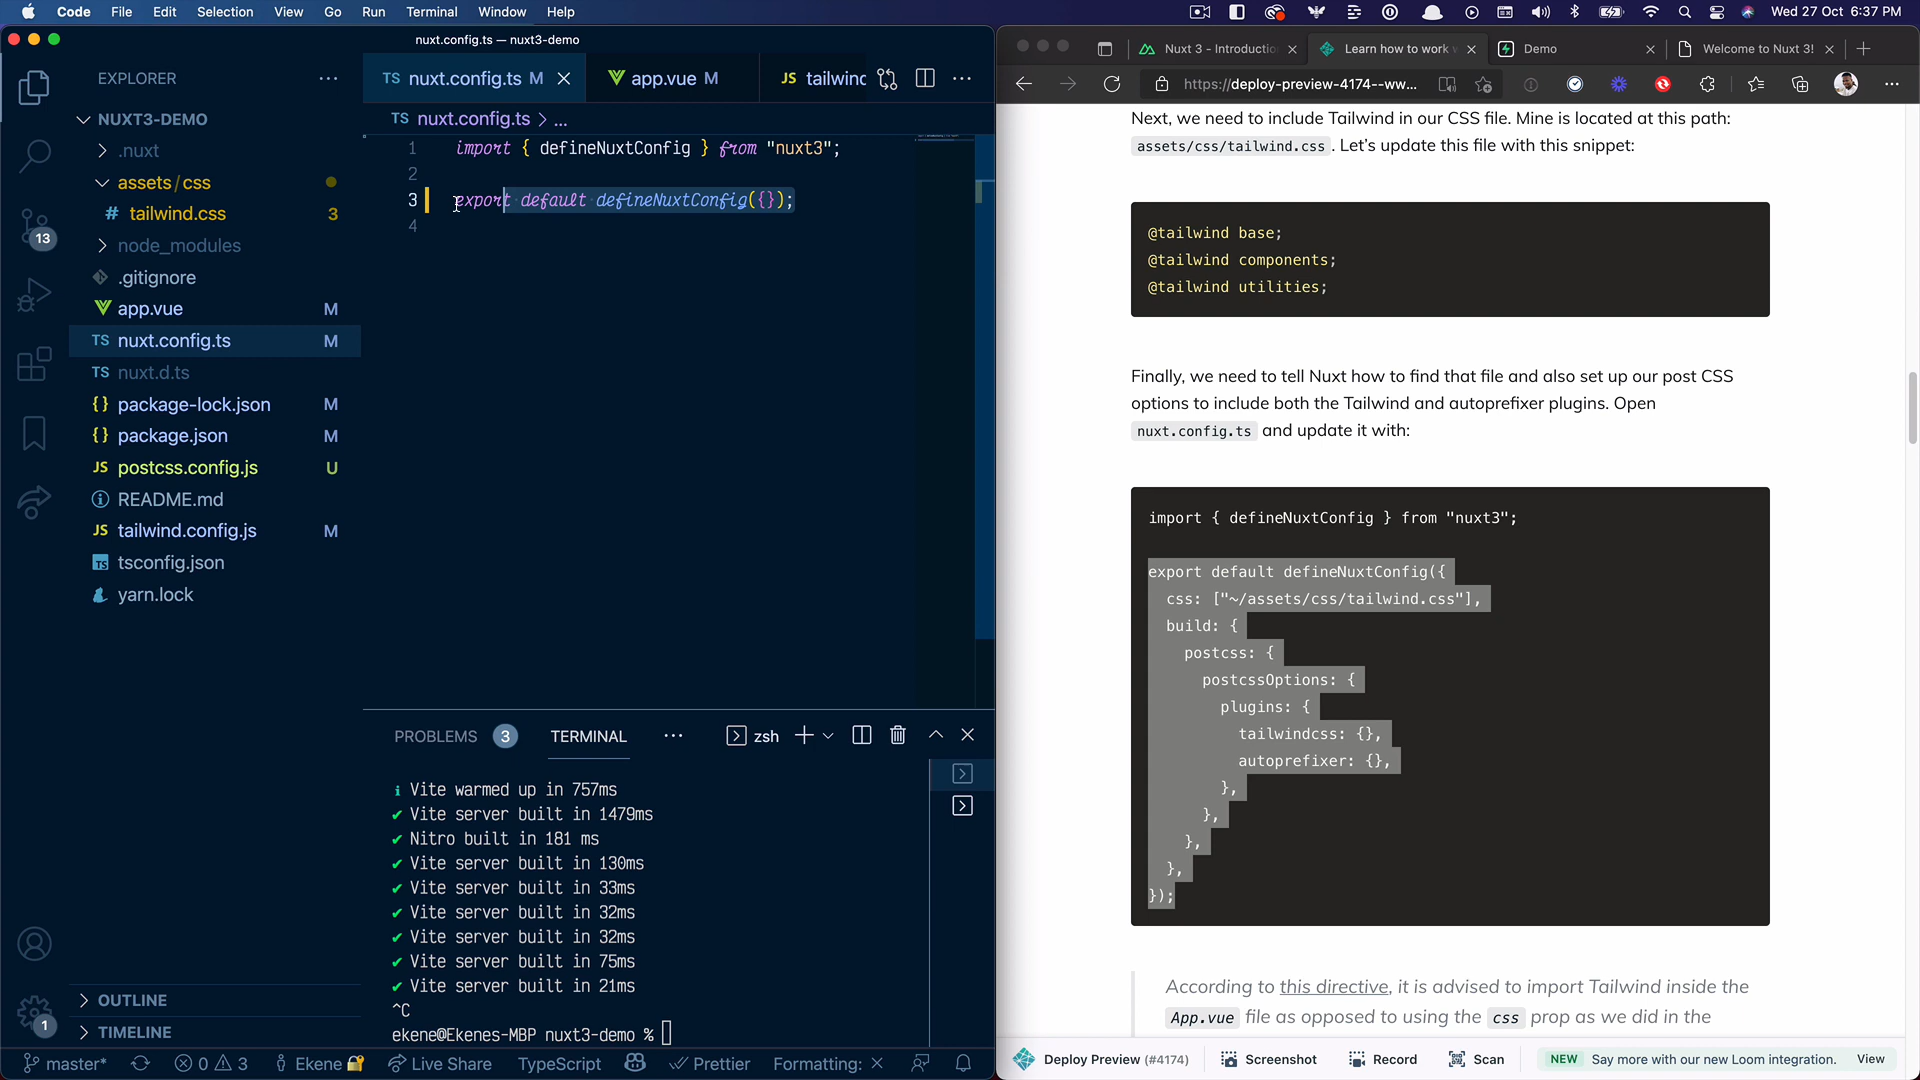 Code File Edit Selection View Go Run Terminal Window Help
Wed 27 Oct 6:37 PM
nuxt.config.ts — nuxt3-demo
EXPLORER
NUXT3-DEMO
.nuxt
assets/css
# tailwind.css 3
node_modules
.gitignore
app.vue M
TS nuxt.config.ts M
TS nuxt.d.ts
{} package-lock.json M
{} package.json M
JS postcss.config.js U
README.md
JS tailwind.config.js M
tsconfig.json
yarn.lock
13
1
OUTLINE
TIMELINE
TS nuxt.config.ts M
app.vue M
JS tailwind
TS nuxt.config.ts > ...
1 import { defineNuxtConfig } from "nuxt3";
2
3 export default defineNuxtConfig({});
4
PROBLEMS 3 TERMINAL ... zsh
i Vite warmed up in 757ms
✔ Vite server built in 1479ms
✔ Nitro built in 181 ms
✔ Vite server built in 130ms
✔ Vite server built in 33ms
✔ Vite server built in 32ms
✔ Vite server built in 32ms
✔ Vite server built in 75ms
✔ Vite server built in 21ms
^C
ekene@Ekenes-MBP nuxt3-demo %
master* 0 3 Ekene Live Share TypeScript Prettier Formatting: ×
Nuxt 3 - Introductio
Learn how to work
Demo
Welcome to Nuxt 3!
https://deploy-preview-4174--ww...
Next, we need to include Tailwind in our CSS file. Mine is located at this path:
assets/css/tailwind.css . Let's update this file with this snippet:
@tailwind base;
@tailwind components;
@tailwind utilities;
Finally, we need to tell Nuxt how to find that file and also set up our post CSS
options to include both the Tailwind and autoprefixer plugins. Open
nuxt.config.ts and update it with:
import { defineNuxtConfig } from "nuxt3";
export default defineNuxtConfig({
css: ["~/assets/css/tailwind.css"],
build: {
postcss: {
postcssOptions: {
plugins: {
tailwindcss: {},
autoprefixer: {},
},
},
},
},
});
According to this directive, it is advised to import Tailwind inside the
App.vue file as opposed to using the css prop as we did in the
Deploy Preview (#4174) Screenshot Record Scan NEW Say more with our new Loom integration. View